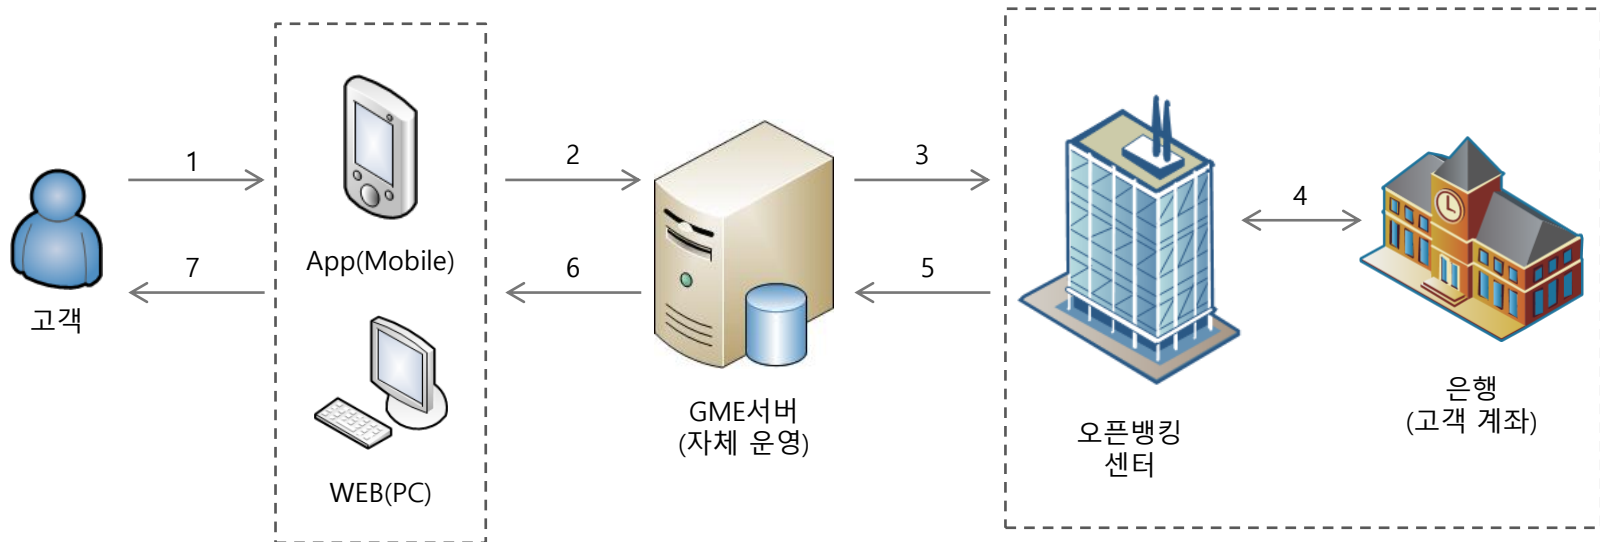 1
2
3
4
7
6
5
App(Mobile)
고객
WEB(PC)
GME서버
(자체 운영)
오픈뱅킹
센터
은행
(고객 계좌)